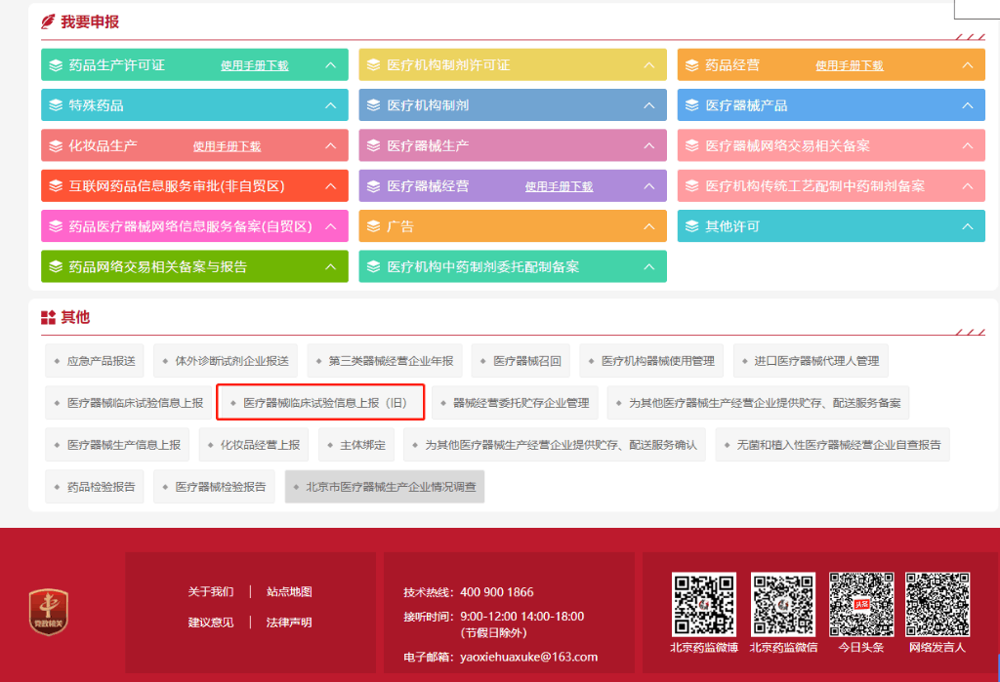 我要申报
药品生产许可证 使用手册下载
医疗机构制剂许可证
药品经营 使用手册下载
特殊药品
医疗机构制剂
医疗器械产品
化妆品生产 使用手册下载
医疗器械生产
医疗器械网络交易相关备案
互联网药品信息服务审批(非自贸区)
医疗器械经营 使用手册下载
医疗机构传统工艺配制中药制剂备案
药品医疗器械网络信息服务备案(自贸区)
广告
其他许可
药品网络交易相关备案与报告
医疗机构中药制剂委托配制备案
其他
应急产品报送
体外诊断试剂企业报送
第三类器械经营企业年报
医疗器械召回
医疗机构器械使用管理
进口医疗器械代理人管理
医疗器械临床试验信息上报
医疗器械临床试验信息上报（旧）
器械经营委托贮存企业管理
为其他医疗器械生产经营企业提供贮存、配送服务备案
医疗器械生产信息上报
化妆品经营上报
主体绑定
为其他医疗器械生产经营企业提供贮存、配送服务确认
无菌和植入性医疗器械经营企业自查报告
药品检验报告
医疗器械检验报告
北京市医疗器械生产企业情况调查
党政机关
关于我们 | 站点地图
建议意见 | 法律声明
技术热线：400 900 1866
接听时间：9:00-12:00 14:00-18:00
(节假日除外)
电子邮箱：yaoxiehuaxuke@163.com
头条
北京药监微博
北京药监微信
今日头条
网络发言人